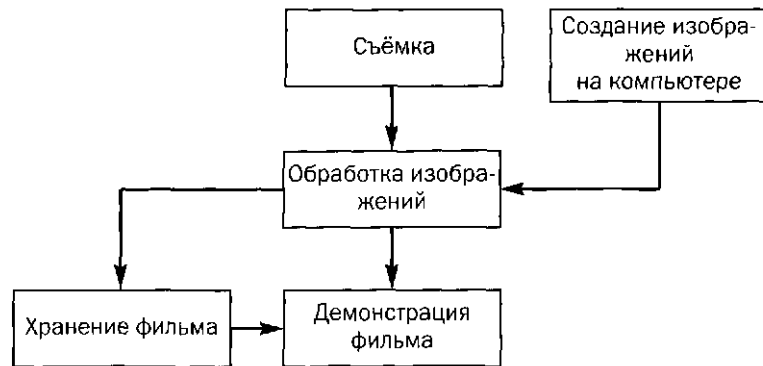 Съёмка
Создание изобра-
жений
на компьютере
Обработка изобра-
жений
Хранение фильма
Демонстрация
фильма